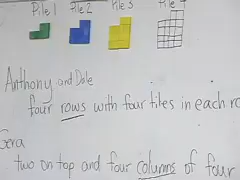 Pile 1 Pile 2 Pile 3 Pile 4
Anthony and Dale
four rows with four tiles in each
Gera
two on top and four columns of four